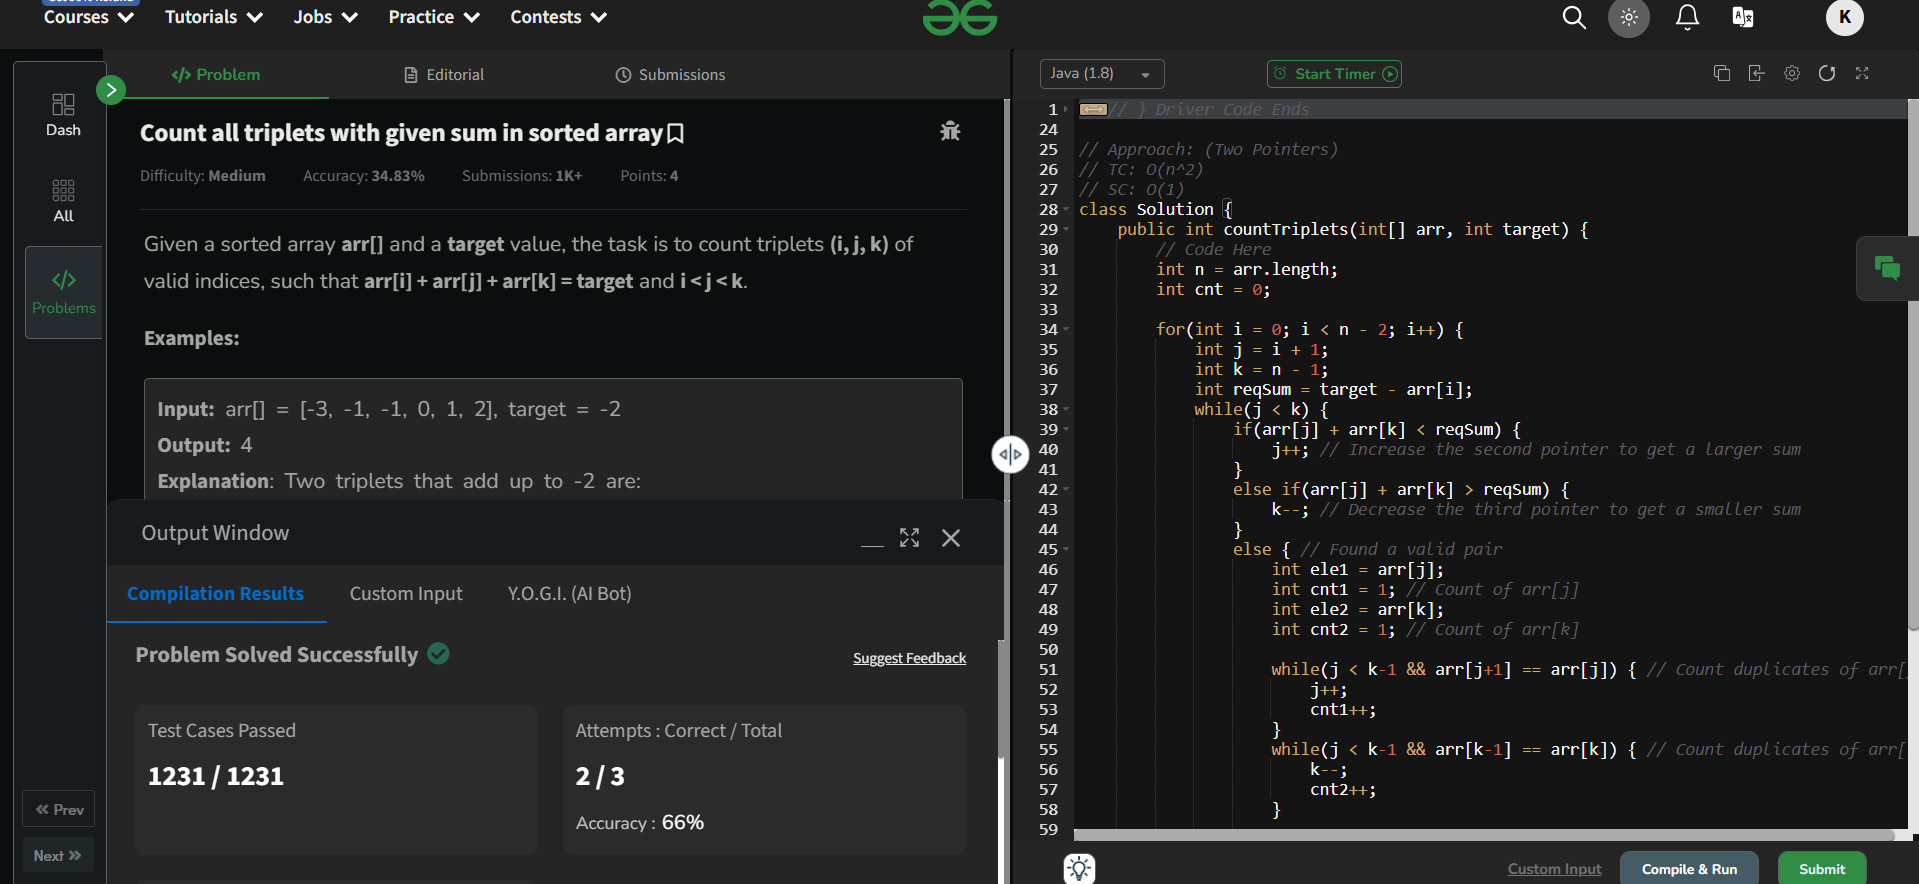 Courses
Tutorials
Jobs
Practice
Contests
K
Dash
All
Problems
Prev
Next
Problem
Editorial
Submissions
Count all triplets with given sum in sorted array
Difficulty: Medium Accuracy: 34.83% Submissions: 1K+ Points: 4
Given a sorted array arr[] and a target value, the task is to count triplets (i, j, k) of
valid indices, such that arr[i] + arr[j] + arr[k] = target and i < j < k.
Examples:
Input: arr[] = [-3, -1, -1, 0, 1, 2], target = -2
Output: 4
Explanation: Two triplets that add up to -2 are:
Output Window
Compilation Results
Custom Input
Y.O.G.I. (AI Bot)
Problem Solved Successfully
Suggest Feedback
Test Cases Passed
1231 / 1231
Attempts : Correct / Total
2 / 3
Accuracy : 66%
Java (1.8)
Start Timer
1 // } Driver Code Ends
24
25 // Approach: (Two Pointers)
26 // TC: O(n^2)
27 // SC: O(1)
28 class Solution {
29 public int countTriplets(int[] arr, int target) {
30 // Code Here
31 int n = arr.length;
32 int cnt = 0;
33
34 for(int i = 0; i < n - 2; i++) {
35 int j = i + 1;
36 int k = n - 1;
37 int reqSum = target - arr[i];
38 while(j < k) {
39 if(arr[j] + arr[k] < reqSum) {
40 j++; // Increase the second pointer to get a larger sum
41 }
42 else if(arr[j] + arr[k] > reqSum) {
43 k--; // Decrease the third pointer to get a smaller sum
44 }
45 else { // Found a valid pair
46 int ele1 = arr[j];
47 int cnt1 = 1; // Count of arr[j]
48 int ele2 = arr[k];
49 int cnt2 = 1; // Count of arr[k]
50
51 while(j < k-1 && arr[j+1] == arr[j]) { // Count duplicates of arr[
52 j++;
53 cnt1++;
54 }
55 while(j < k-1 && arr[k-1] == arr[k]) { // Count duplicates of arr[
56 k--;
57 cnt2++;
58 }
59
Custom Input
Compile & Run
Submit